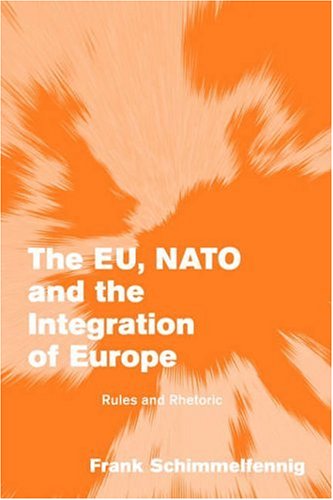 The EU, NATO
and the
Integration
of Europe
Rules and Rhetoric
Frank Schimmelfennig